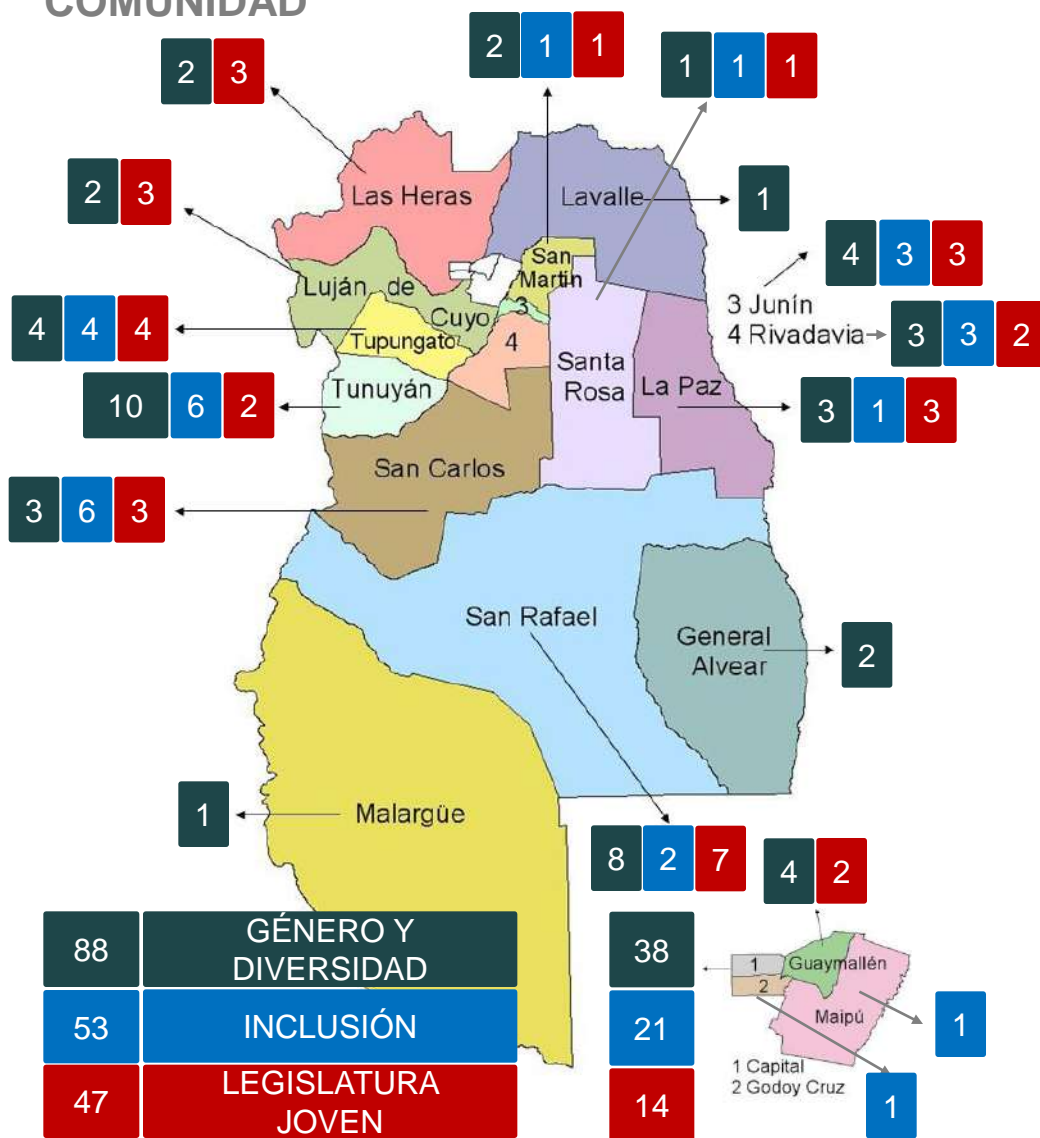 COMUNIDAD
2 3
2 1 1
1 1 1
2 3
Las Heras
Lavalle
1
San
Martín
4 3 3
Luján de
Cuyo
3
3 Junín
4 Rivadavia
3 3 2
4 4 4
Tupungato
4
Santa
Rosa
La Paz
10 6 2
Tunuyán
3 1 3
San Carlos
3 6 3
San Rafael
General
Alvear
2
1
Malargüe
8 2 7
4 2
88
GÉNERO Y
DIVERSIDAD
38
1
2
Guaymallén
Maipú
53
INCLUSIÓN
21
1
1 Capital
2 Godoy Cruz
1
47
LEGISLATURA
JOVEN
14